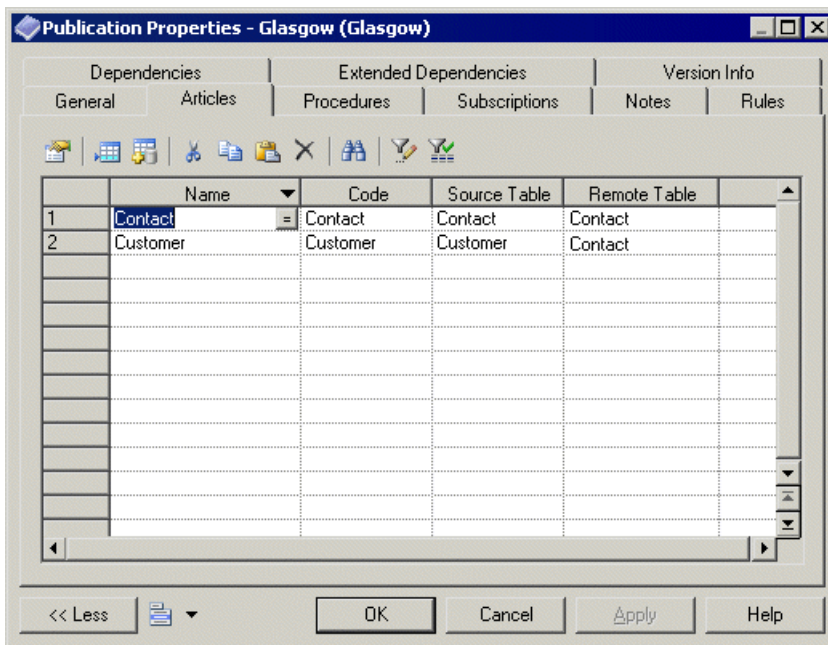 Publication Properties - Glasgow (Glasgow)
Dependencies Extended Dependencies Version Info
General Articles Procedures Subscriptions Notes Rules
Name Code Source Table Remote Table
1 Contact = Contact Contact Contact
2 Customer Customer Customer Contact
<< Less OK Cancel Apply Help